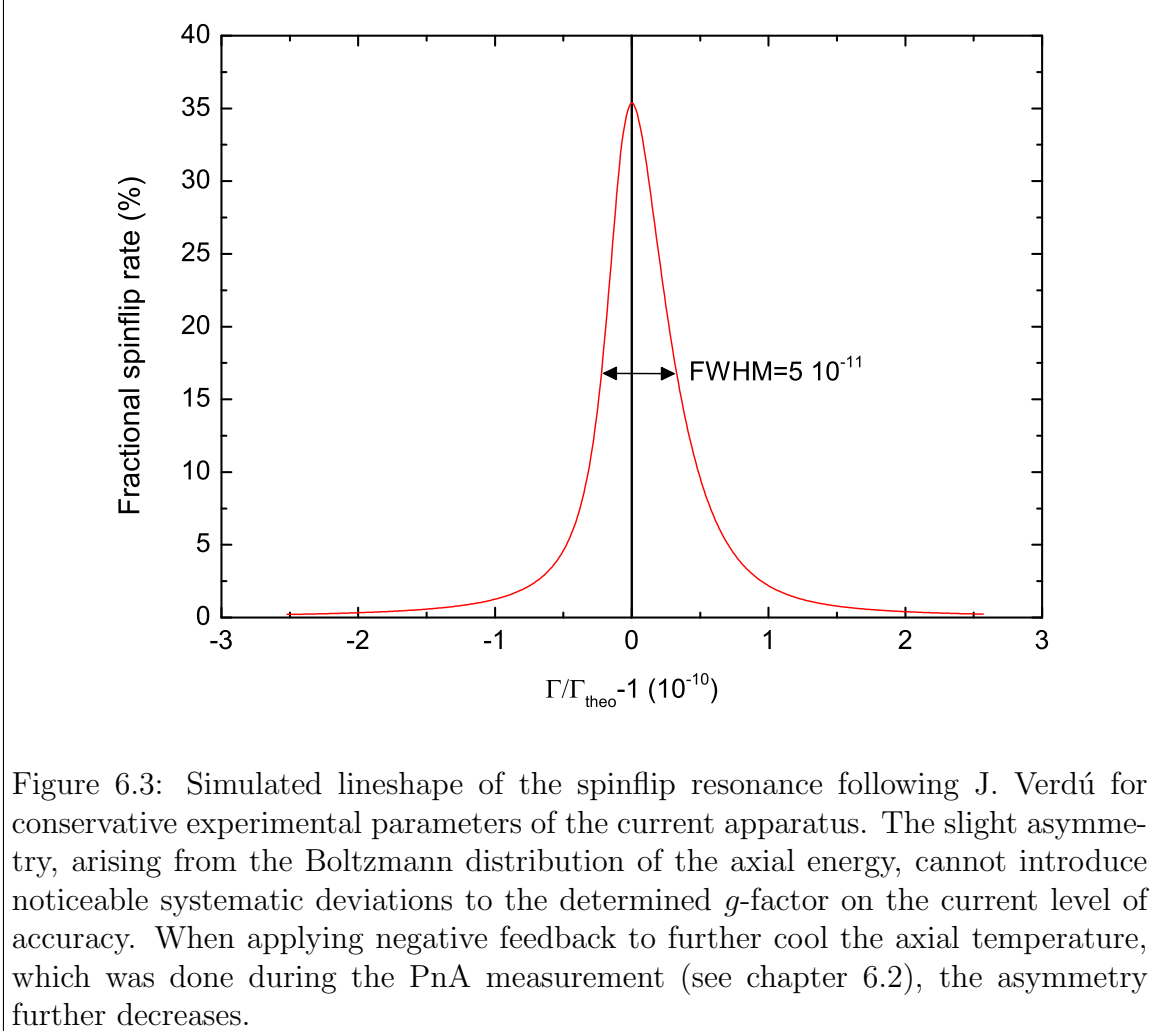 40
35
30
25
20
15
10
5
0
Fractional spinflip rate (%)
FWHM=5 10⁻¹¹
-3 -2 -1 0 1 2 3
Γ/Γtheo-1 (10⁻¹⁰)
Figure 6.3: Simulated lineshape of the spinflip resonance following J. Verdú for
conservative experimental parameters of the current apparatus. The slight asymme-
try, arising from the Boltzmann distribution of the axial energy, cannot introduce
noticeable systematic deviations to the determined g-factor on the current level of
accuracy. When applying negative feedback to further cool the axial temperature,
which was done during the PnA measurement (see chapter 6.2), the asymmetry
further decreases.